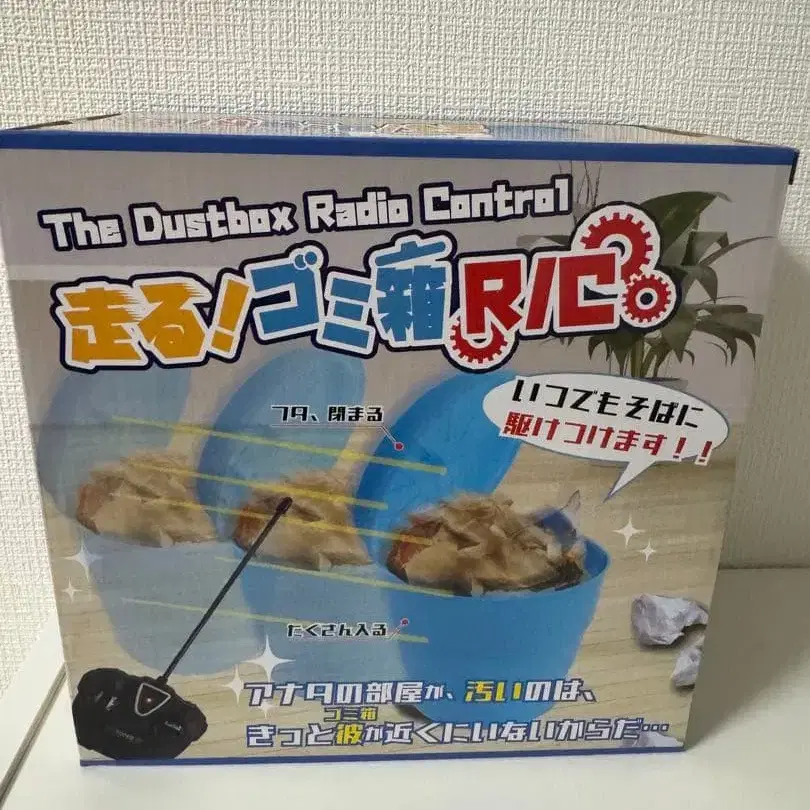 The Dustbox Radio Control
走る!ゴミ箱R/C
フタ、閉まる
いつでもそばに
駆けつけます!!
たくさん入る
アナタの部屋が、汚いのは、
ゴミ箱
きっと彼が近くにいないからだ…